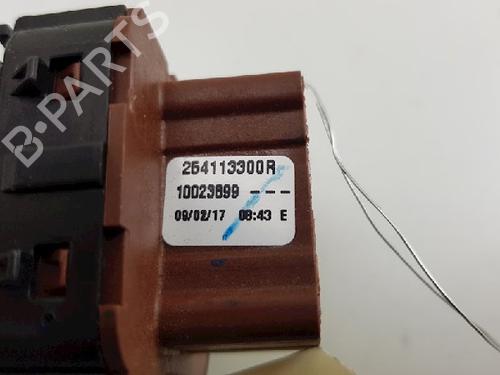 B-PARTS
254113300R
10023899 ---
09/02/17 08:43 E